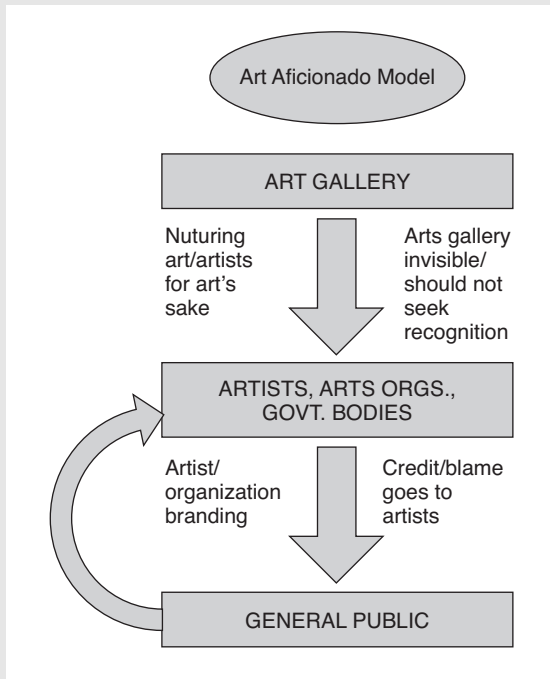 Art Aficionado Model
ART GALLERY
Nuturing
art/artists
for art's
sake
Arts gallery
invisible/
should not
seek
recognition
ARTISTS, ARTS ORGS.,
GOVT. BODIES
Artist/
organization
branding
Credit/blame
goes to
artists
GENERAL PUBLIC